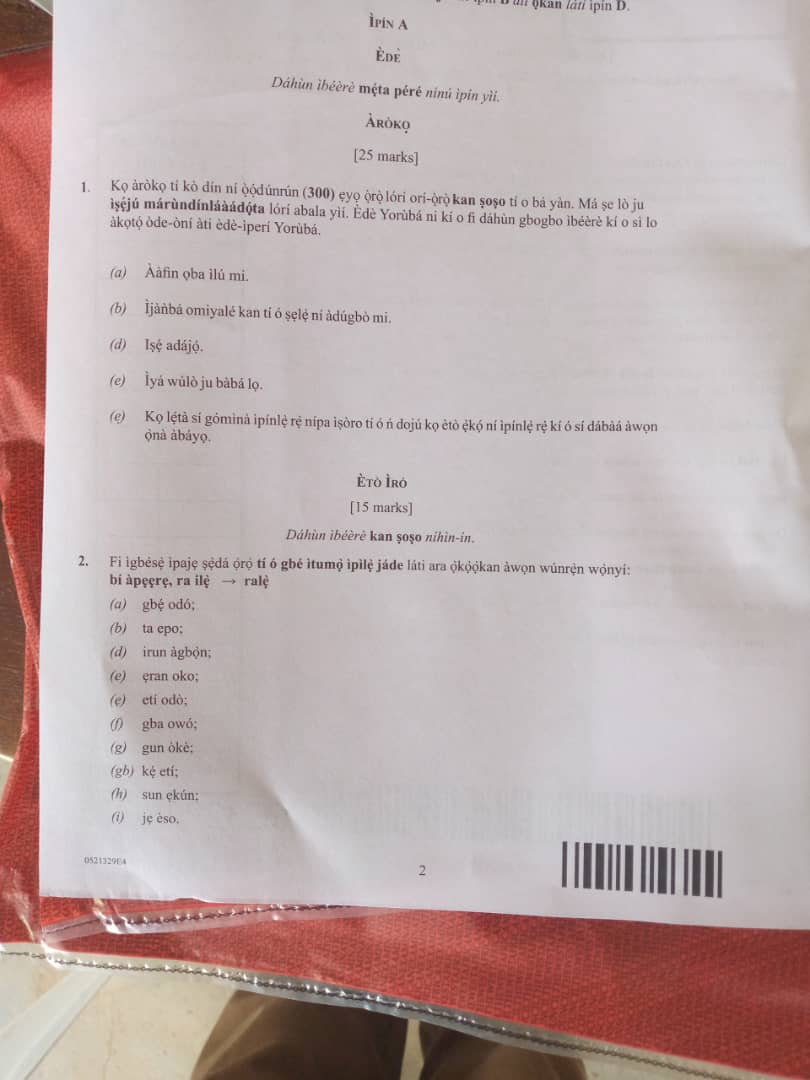 ọkan láti ìpín D.
ÌPÍN A
ÈDÈ
Dáhùn ìbéèrè mẹ́ta péré nínú ìpín yìí.
ÀRÒKỌ
[25 marks]
1. Kọ àròkọ tí kò dín ní ọ̀ọ́dúnrún (300) ẹyọ ọ̀rọ̀ lórí orí-ọ̀rọ̀ kan ṣoṣo tí o bá yàn. Má ṣe lò ju
ìṣẹ́jú márùndínláàádọ́ta lórí abala yìí. Èdè Yorùbá ni kí o fi dáhùn gbogbo ìbéèrè kí o sì lo
àkọtọ́ òde-òní àti èdè-ìperí Yorùbá.
(a) Ààfin ọba ìlú mi.
(b) Ìjàǹbá omiyalé kan tí ó ṣẹlẹ̀ ní àdúgbò mi.
(d) Iṣẹ́ adájọ́.
(e) Ìyá wúlò ju bàbá lọ.
(ẹ) Kọ lẹ́tà sí gómìnà ìpínlẹ̀ rẹ̀ nípa ìṣòro tí ó ń dojú kọ ètò ẹ̀kọ́ ní ìpínlẹ̀ rẹ̀ kí ó sí dábàá àwọn
ọ̀nà àbáyọ.
ÈTÒ ÌRÓ
[15 marks]
Dáhùn ìbéèrè kan ṣoṣo níhìn-ín.
2. Fi ìgbésẹ̀ ìpajẹ ṣẹ̀dá ọ̀rọ̀ tí ó gbé ìtumọ̀ ìpìlẹ̀ jáde láti ara ọ̀kọ̀ọ̀kan àwọn wúnrẹ̀n wọ̀nyí:
bí àpẹẹrẹ, ra ilẹ̀ → ralẹ̀
(a) gbẹ́ odó;
(b) ta epo;
(d) irun àgbọ̀n;
(e) ẹran oko;
(ẹ) etí odò;
(f) gba owó;
(g) gun òkè;
(gb) kẹ́ etí;
(h) sun ẹkún;
(i) jẹ èso.
0521329E4
2